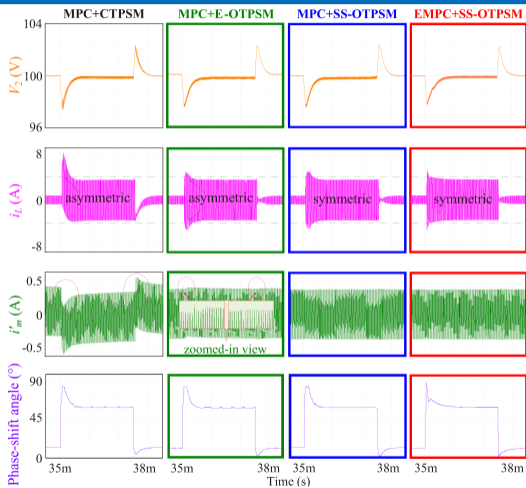 MPC+CTPSM MPC+E-OTPSM MPC+SS-OTPSM EMPC+SS-OTPSM
V2 (V)
104
100
96
iL (A)
8
0
-8
asymmetric asymmetric symmetric symmetric
i'm (A)
0.5
0
-0.5
zoomed-in view
Phase-shift angle (°)
90
45
0
35m 38m 35m 38m 35m 38m 35m 38m
Time (s)